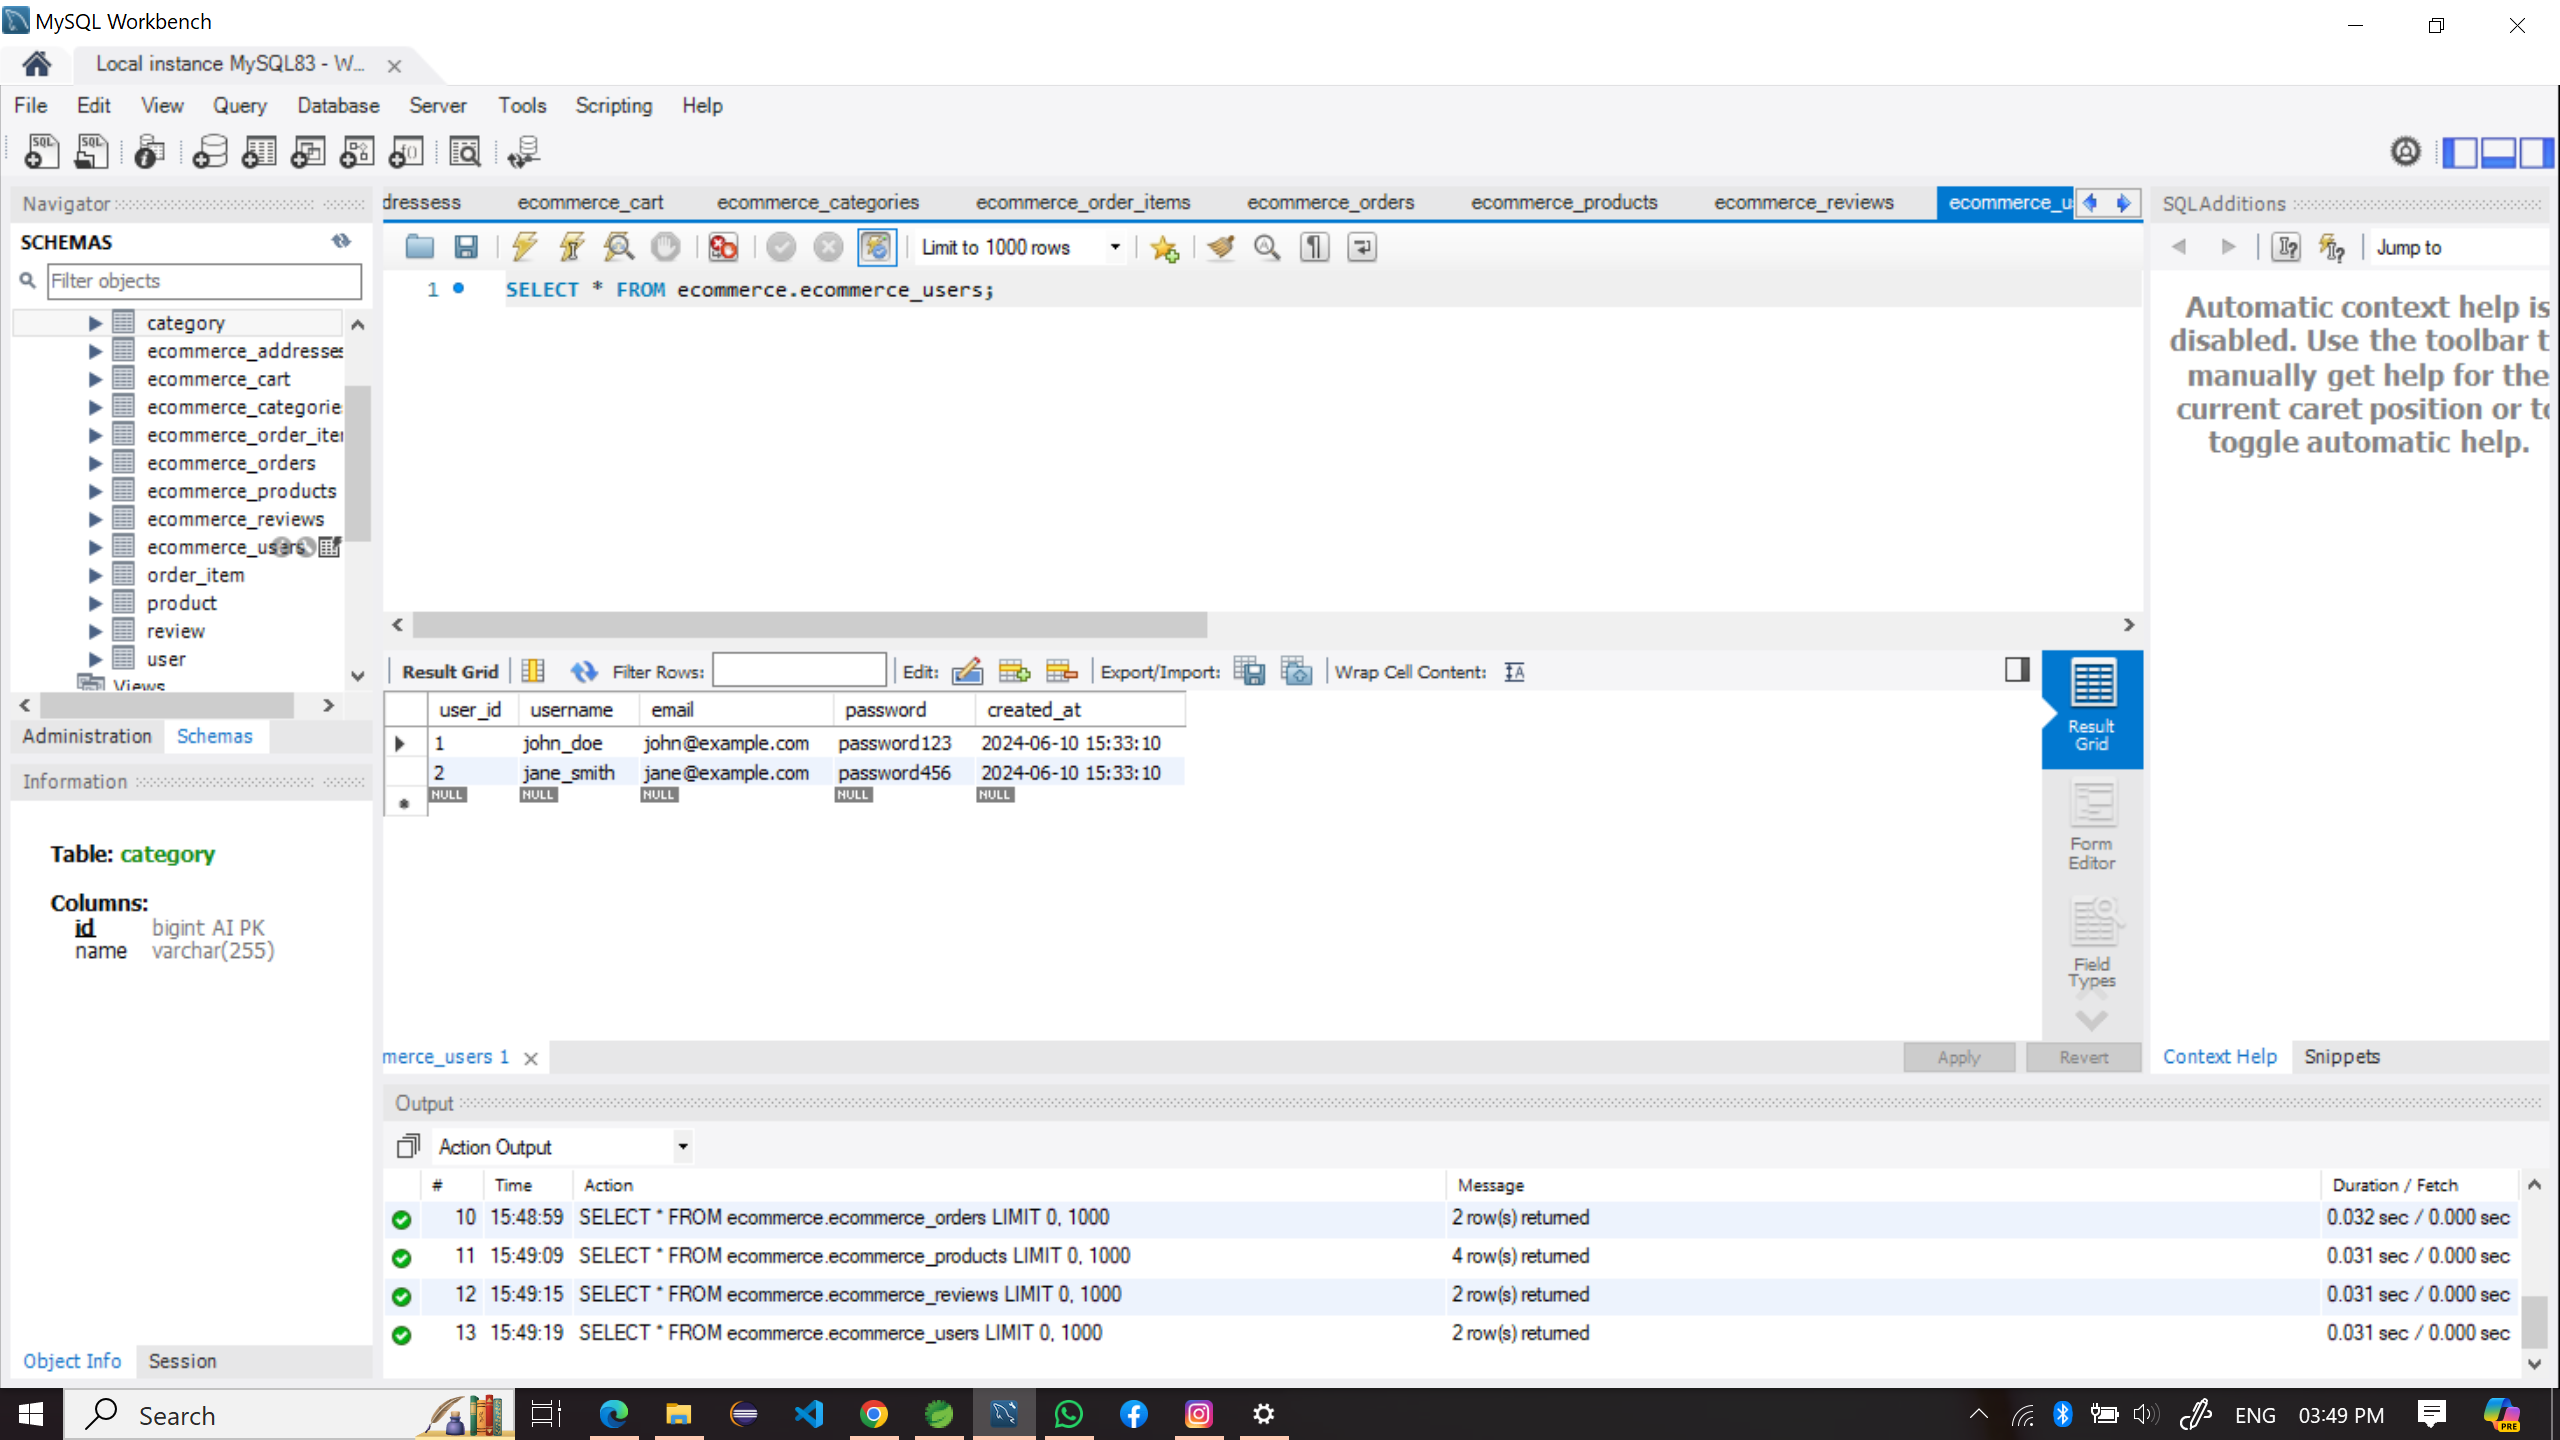 MySQL Workbench
Local instance MySQL83 - W...
File Edit View Query Database Server Tools Scripting Help
Navigator
SCHEMAS
Filter objects
category
ecommerce_addresses
ecommerce_cart
ecommerce_categorie
ecommerce_order_iter
ecommerce_orders
ecommerce_products
ecommerce_reviews
ecommerce_users
order_item
product
review
user
Views
Administration Schemas
Information
Table: category
Columns:
id bigint AI PK
name varchar(255)
Object Info Session
dressess ecommerce_cart ecommerce_categories ecommerce_order_items ecommerce_orders ecommerce_products ecommerce_reviews ecommerce_u
Limit to 1000 rows
1 SELECT * FROM ecommerce.ecommerce_users;
Result Grid Filter Rows: Edit: Export/Import: Wrap Cell Content:
user_id username email password created_at
1 john_doe john@example.com password123 2024-06-10 15:33:10
2 jane_smith jane@example.com password456 2024-06-10 15:33:10
NULL NULL NULL NULL NULL
Result
Grid
Form
Editor
Field
Types
merce_users 1
Apply Revert
SQLAdditions
Jump to
Automatic context help is
disabled. Use the toolbar t
manually get help for the
current caret position or to
toggle automatic help.
Context Help Snippets
Output
Action Output
# Time Action Message Duration / Fetch
10 15:48:59 SELECT * FROM ecommerce.ecommerce_orders LIMIT 0, 1000 2 row(s) returned 0.032 sec / 0.000 sec
11 15:49:09 SELECT * FROM ecommerce.ecommerce_products LIMIT 0, 1000 4 row(s) returned 0.031 sec / 0.000 sec
12 15:49:15 SELECT * FROM ecommerce.ecommerce_reviews LIMIT 0, 1000 2 row(s) returned 0.031 sec / 0.000 sec
13 15:49:19 SELECT * FROM ecommerce.ecommerce_users LIMIT 0, 1000 2 row(s) returned 0.031 sec / 0.000 sec
Search
ENG 03:49 PM
PRE